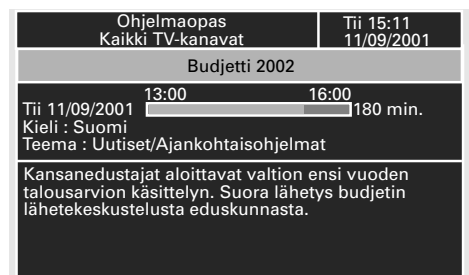 Ohjelmaopas
Kaikki TV-kanavat
Tii 15:11
11/09/2001
Budjetti 2002
13:00 16:00
Tii 11/09/2001 180 min.
Kieli : Suomi
Teema : Uutiset/Ajankohtaisohjelmat
Kansanedustajat aloittavat valtion ensi vuoden
talousarvion käsittelyn. Suora lähetys budjetin
lähetekeskustelusta eduskunnasta.